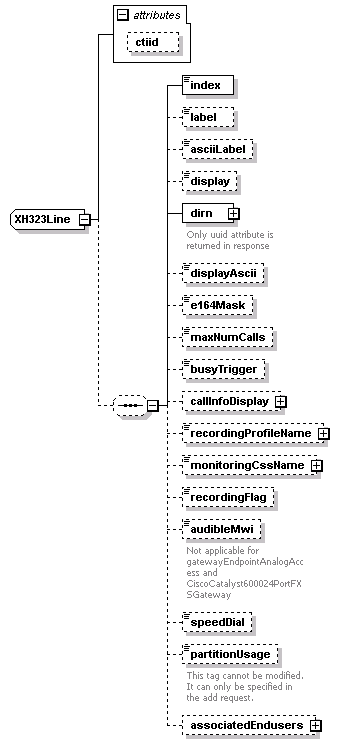 attributes
ctiid
index
label
asciiLabel
display
XH323Line
dirn
Only uuid attribute is
returned in response
displayAscii
e164Mask
maxNumCalls
busyTrigger
callInfoDisplay
recordingProfileName
monitoringCssName
recordingFlag
audibleMwi
Not applicable for
gatewayEndpointAnalogAcc
ess and
CiscoCatalyst600024PortFX
SGateway
speedDial
partitionUsage
This tag cannot be modified.
It can only be specified in
the add request.
associatedEndusers